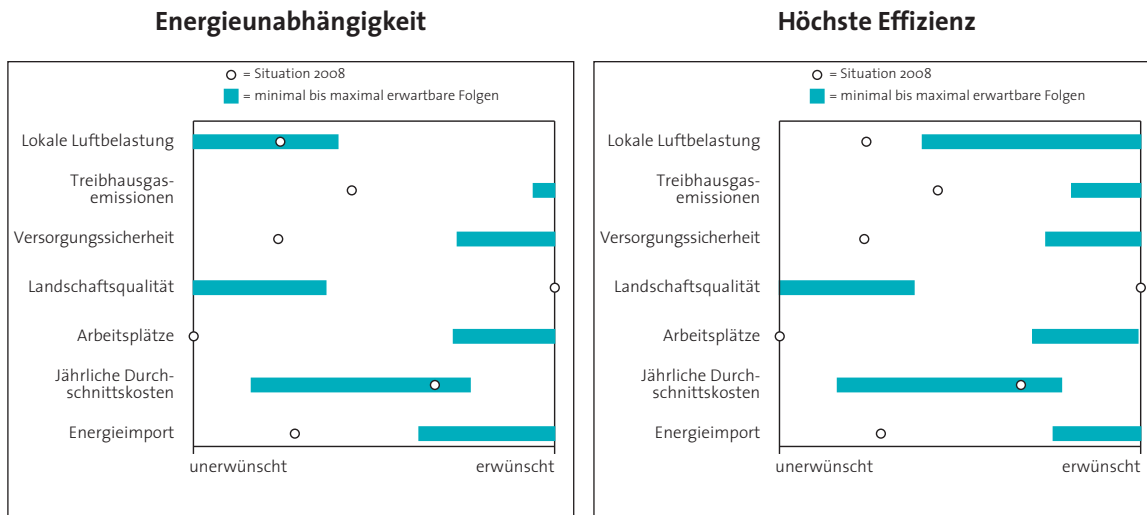 Energieunabhängigkeit
= Situation 2008
= minimal bis maximal erwartbare Folgen
Lokale Luftbelastung
Treibhausgas-
emissionen
Versorgungssicherheit
Landschaftsqualität
Arbeitsplätze
Jährliche Durch-
schnittskosten
Energieimport
unerwünscht
erwünscht
Höchste Effizienz
= Situation 2008
= minimal bis maximal erwartbare Folgen
Lokale Luftbelastung
Treibhausgas-
emissionen
Versorgungssicherheit
Landschaftsqualität
Arbeitsplätze
Jährliche Durch-
schnittskosten
Energieimport
unerwünscht
erwünscht